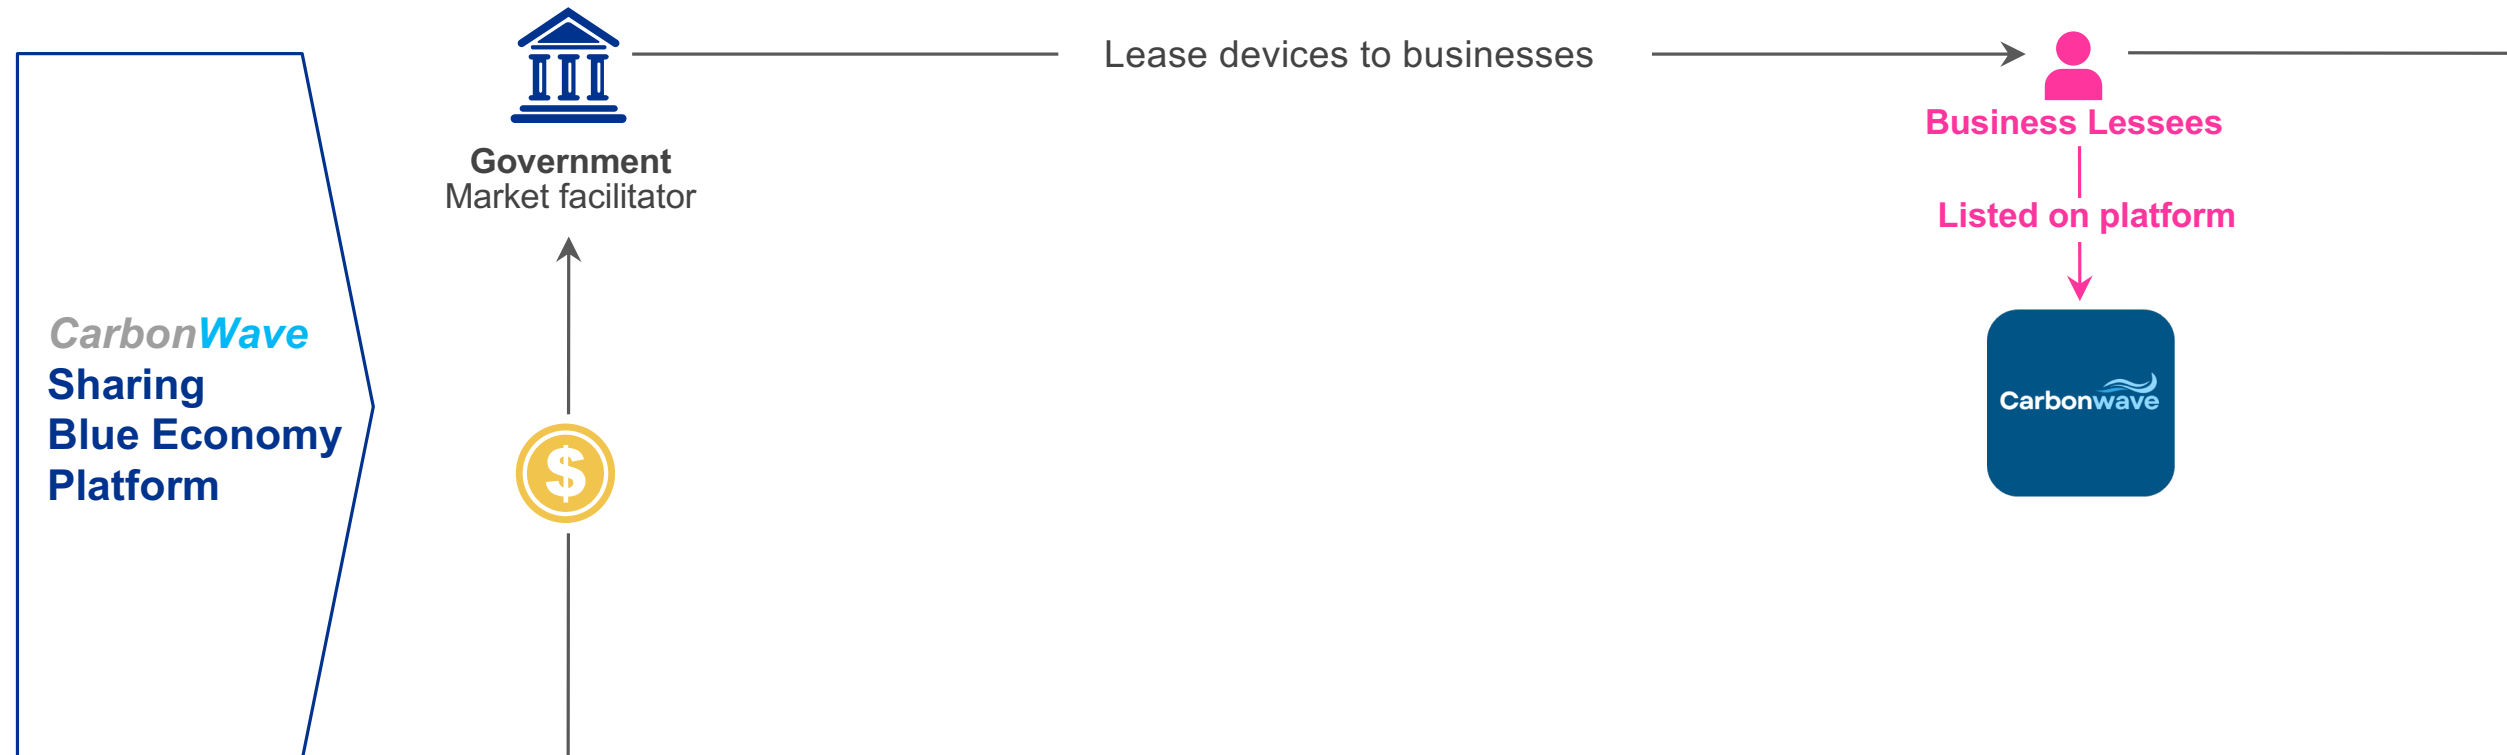 CarbonWave
Sharing
Blue Economy
Platform
Government
Market facilitator
$
Lease devices to businesses
Business Lessees
Listed on platform
Carbonwave